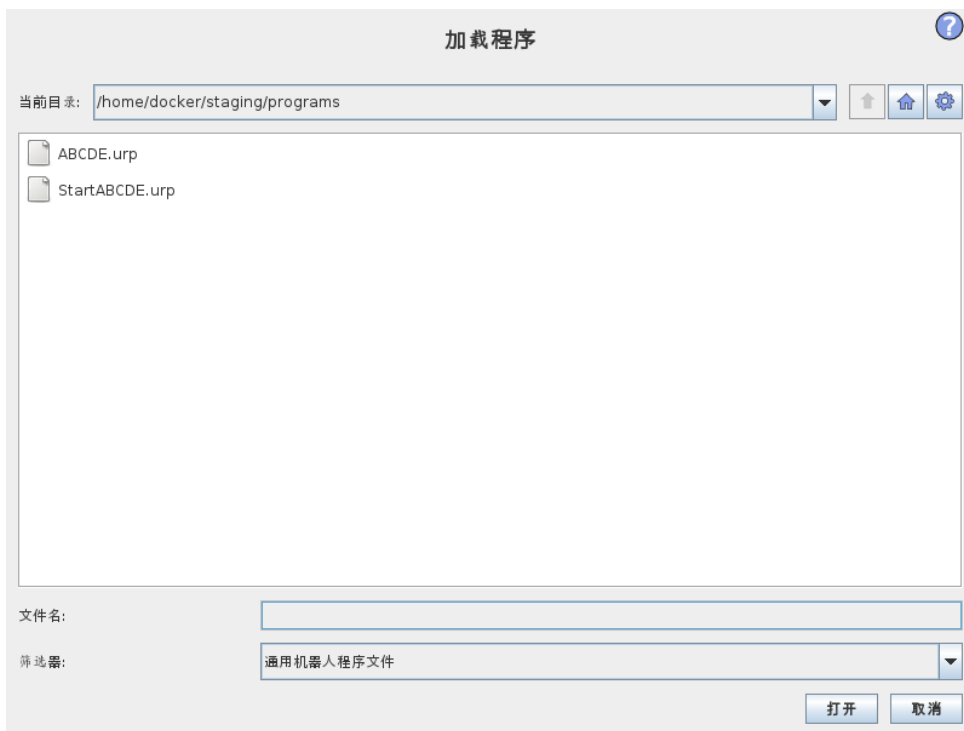 加载程序
当前目录: /home/docker/staging/programs
ABCDE.urp
StartABCDE.urp
文件名:
筛选器: 通用机器人程序文件
打开 取消